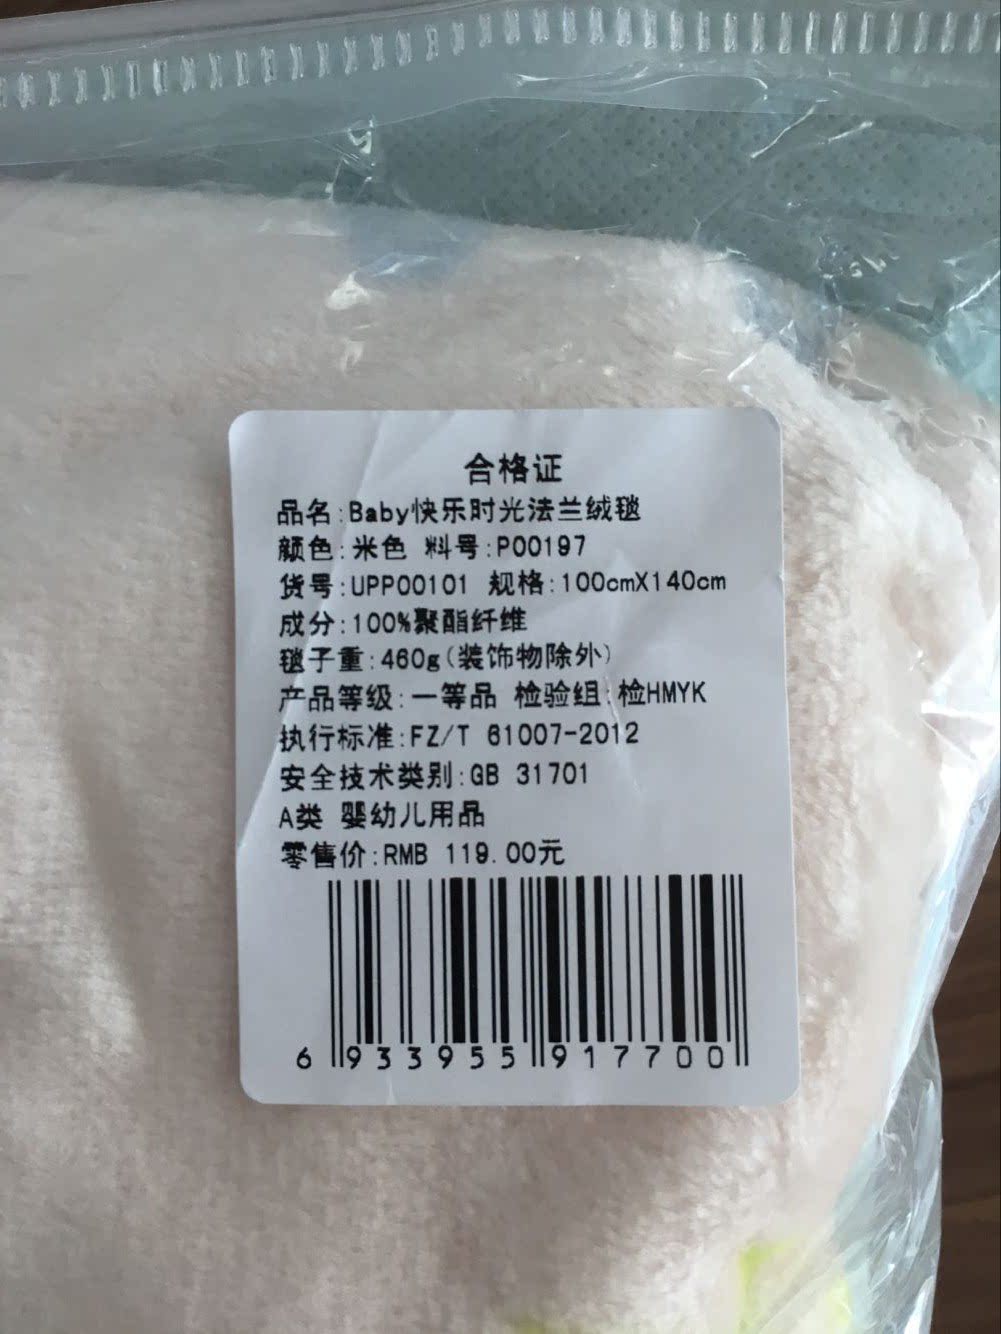 合格证
品名:Baby快乐时光法兰绒毯
颜色:米色 料号:P00197
货号:UPP00101 规格:100cmX140cm
成分:100%聚酯纤维
毯子重:460g(装饰物除外)
产品等级:一等品 检验组:检HMYK
执行标准:FZ/T 61007-2012
安全技术类别:GB 31701
A类 婴幼儿用品
零售价:RMB 119.00元
6 933955 917700